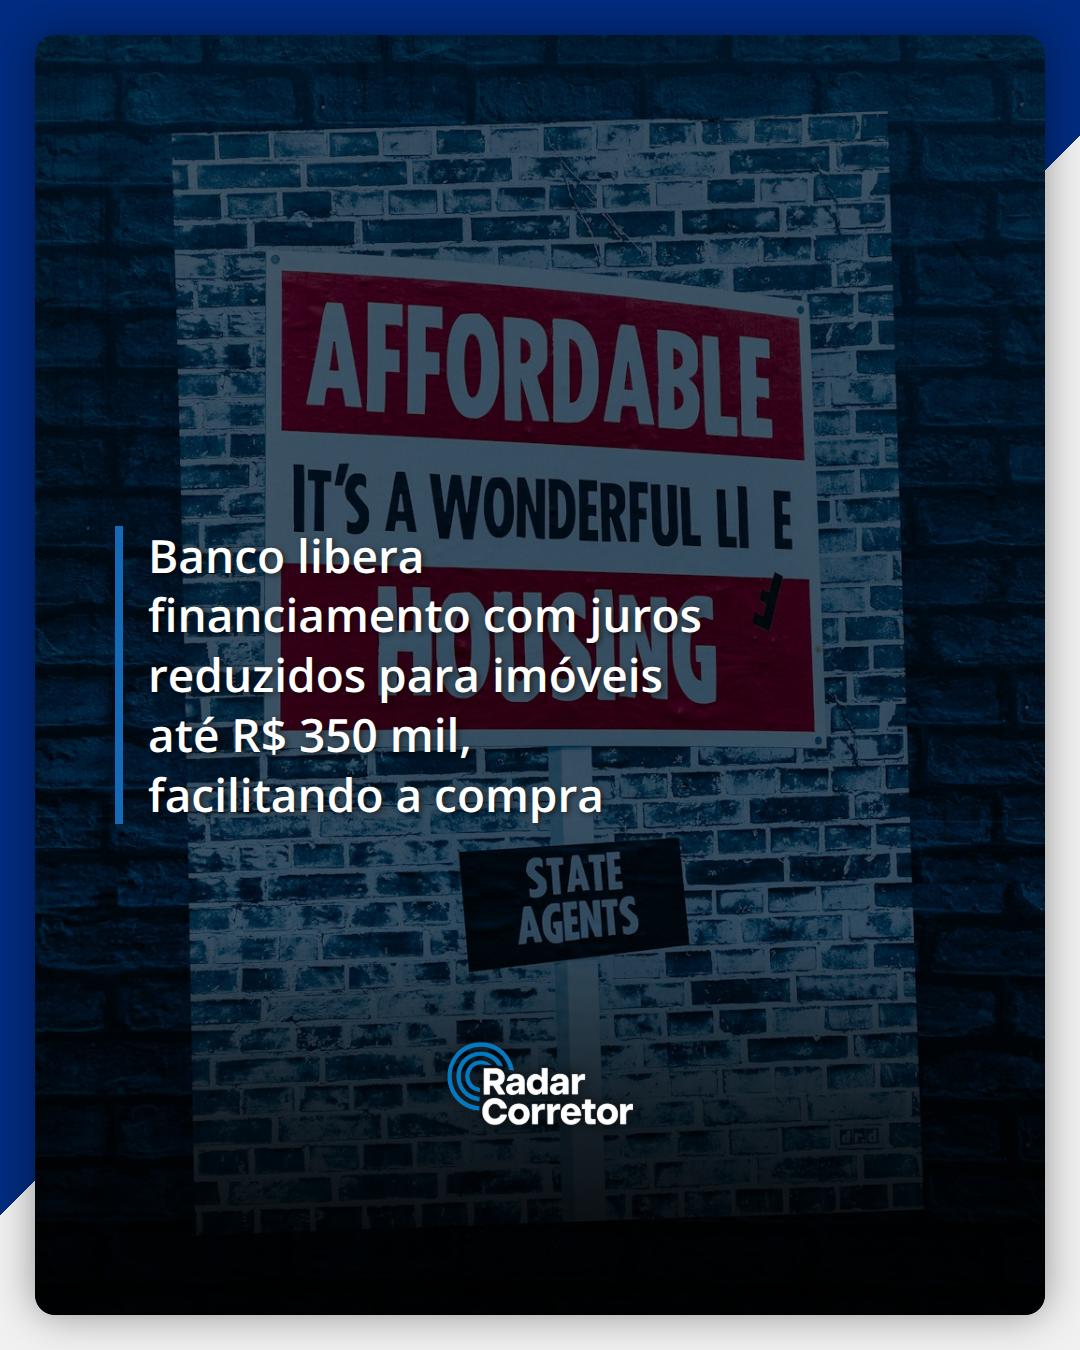 AFFORDABLE
IT'S A WONDERFUL LI E
F
HOUSING
Banco libera
financiamento com juros
reduzidos para imóveis
até R$ 350 mil,
facilitando a compra
STATE
AGENTS
Radar
Corretor
drd